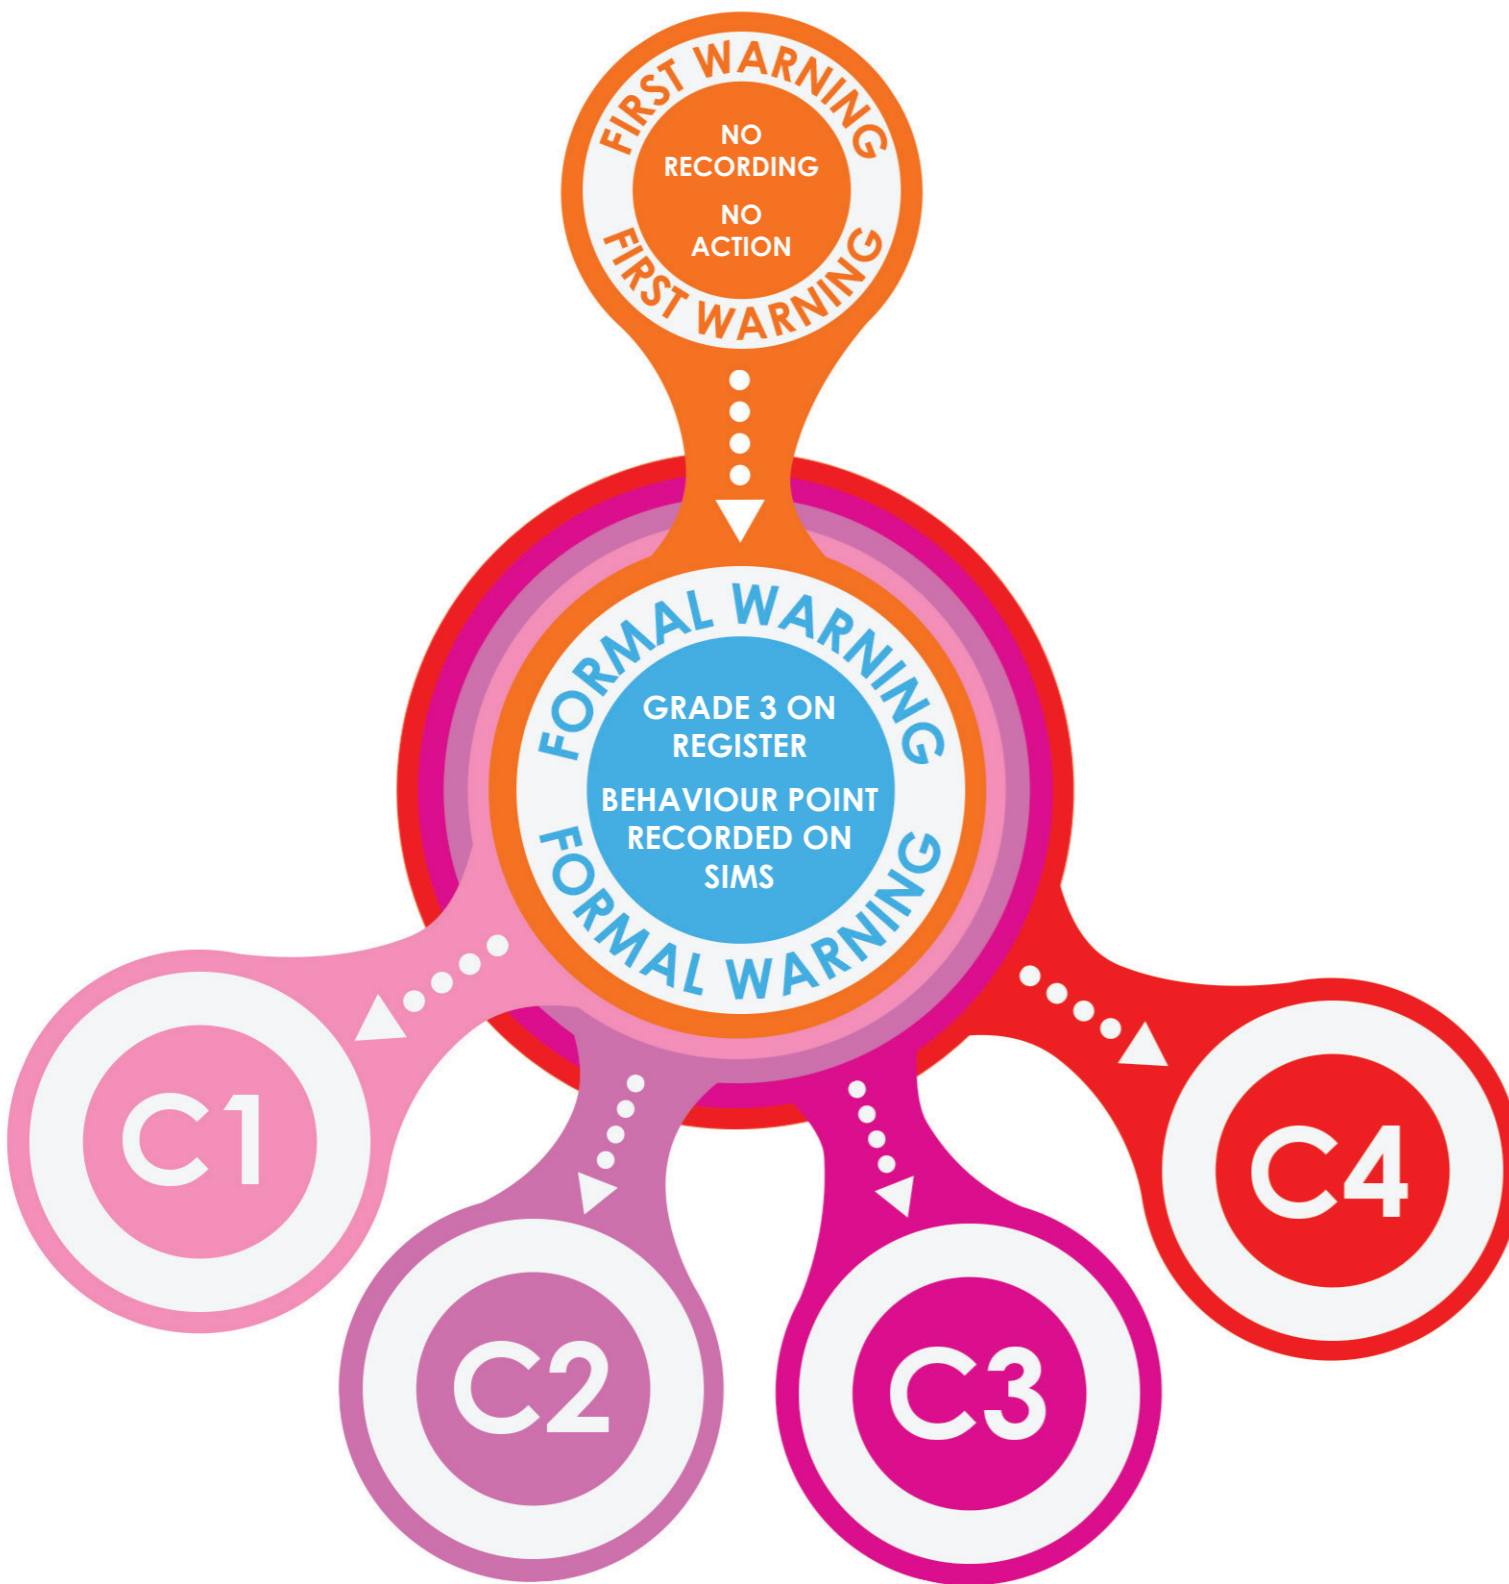 FIRST WARNING
NO
RECORDING
NO
ACTION
FIRST WARNING
FORMAL WARNING
GRADE 3 ON
REGISTER
BEHAVIOUR POINT
RECORDED ON
SIMS
FORMAL WARNING
C1
C2
C3
C4